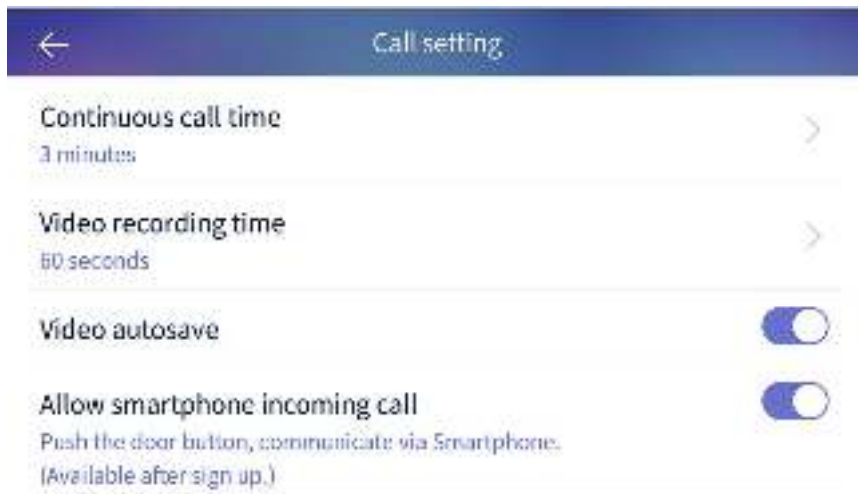 Call setting
Continuous call time
3 minutes
Video recording time
60 seconds
Video autosave
Allow smartphone incoming call
Push the door button, communicate via Smartphone.
(Available after sign up.)